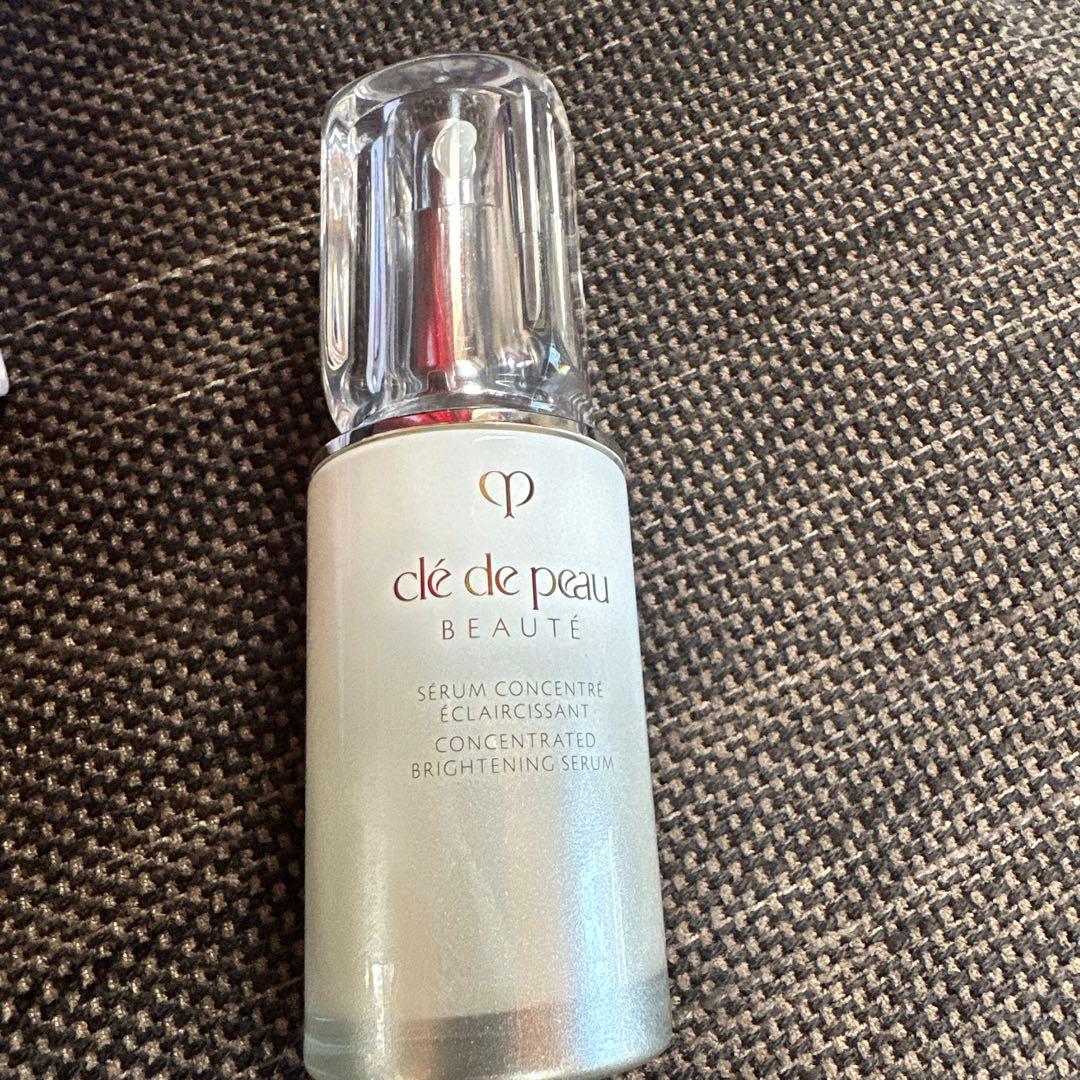 clé de peau
BEAUTÉ
SÉRUM CONCENTRÉ
ÉCLAIRCISSANT
CONCENTRATED
BRIGHTENING SERUM